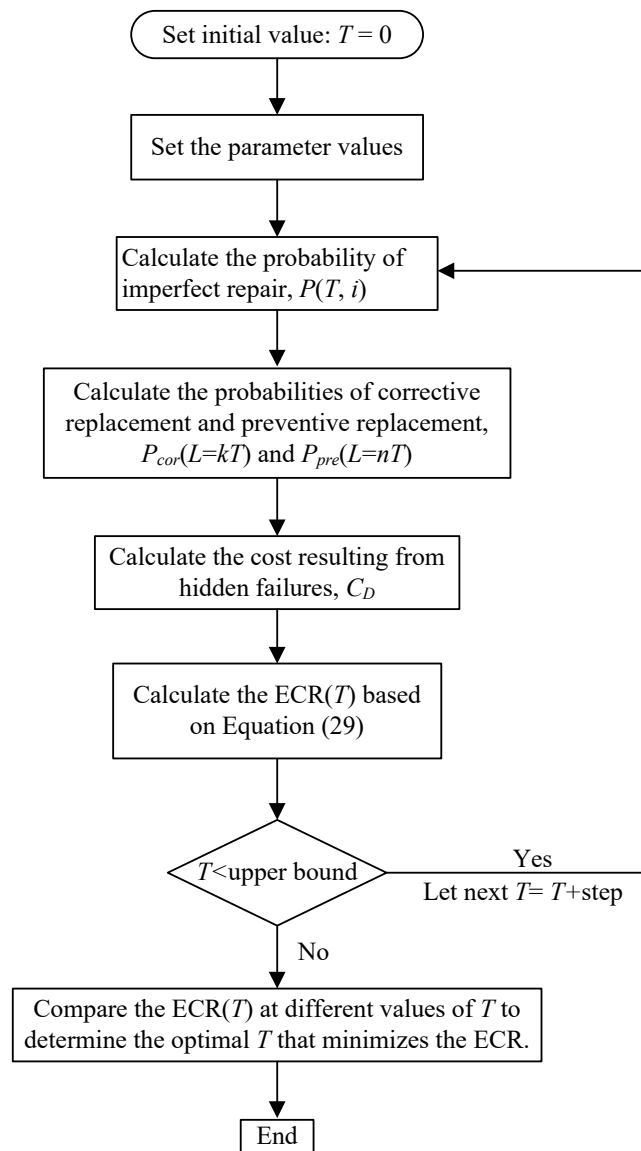 Set initial value: T = 0
Set the parameter values
Calculate the probability of
imperfect repair, P(T, i)
Calculate the probabilities of corrective
replacement and preventive replacement,
Pcor(L=kT) and Ppre(L=nT)
Calculate the cost resulting from
hidden failures, CD
Calculate the ECR(T) based
on Equation (29)
T<upper bound
Yes
Let next T= T+step
No
Compare the ECR(T) at different values of T to
determine the optimal T that minimizes the ECR.
End